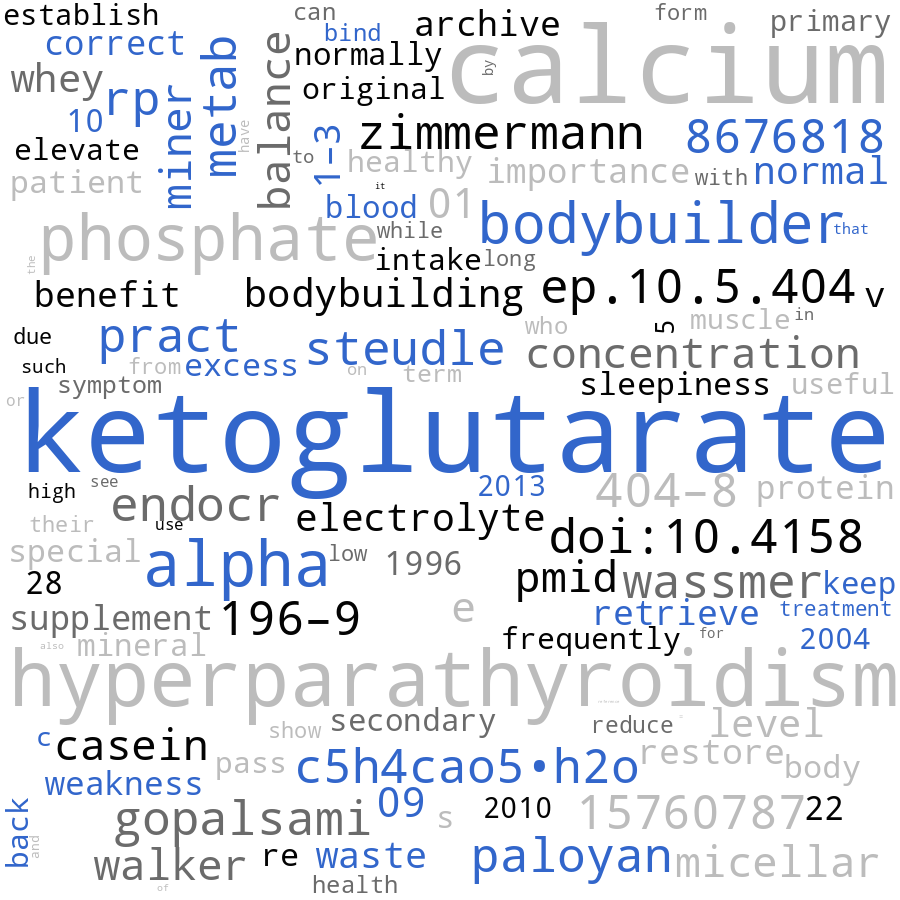 establish
can
archive
form
primary
correct
bind
normally
calcium
by
whey
rp
metab
balance
original
10
miner
have
1-3
zimmermann
8676818
elevate
to
healthy
importance
with
normal
patient
it
blood
01
bodybuilder
that
phosphate
while
the
intake
long
benefit
bodybuilding
ep.10.5.404
v
due
pract
steudle
who
5
muscle
in
such
from
excess
on
term
concentration
symptom
sleepiness
useful
or
ketoglutarate
high
see
endocr
2013
404-8
protein
their
use
electrolyte
doi:10.4158
special
alpha
low
1996
28
pmid
wassmer
keep
supplement
196-9
e
retrieve
treatment
also
mineral
frequently
for
2004
hyperparathyroidism
c
casein
show
secondary
reduce
level
weakness
pass
c5h4cao5•h2o
restore
body
back
and
gopalsami
09
s
2010
15760787
22
walker
re
waste
paloyan
micellar
of
health